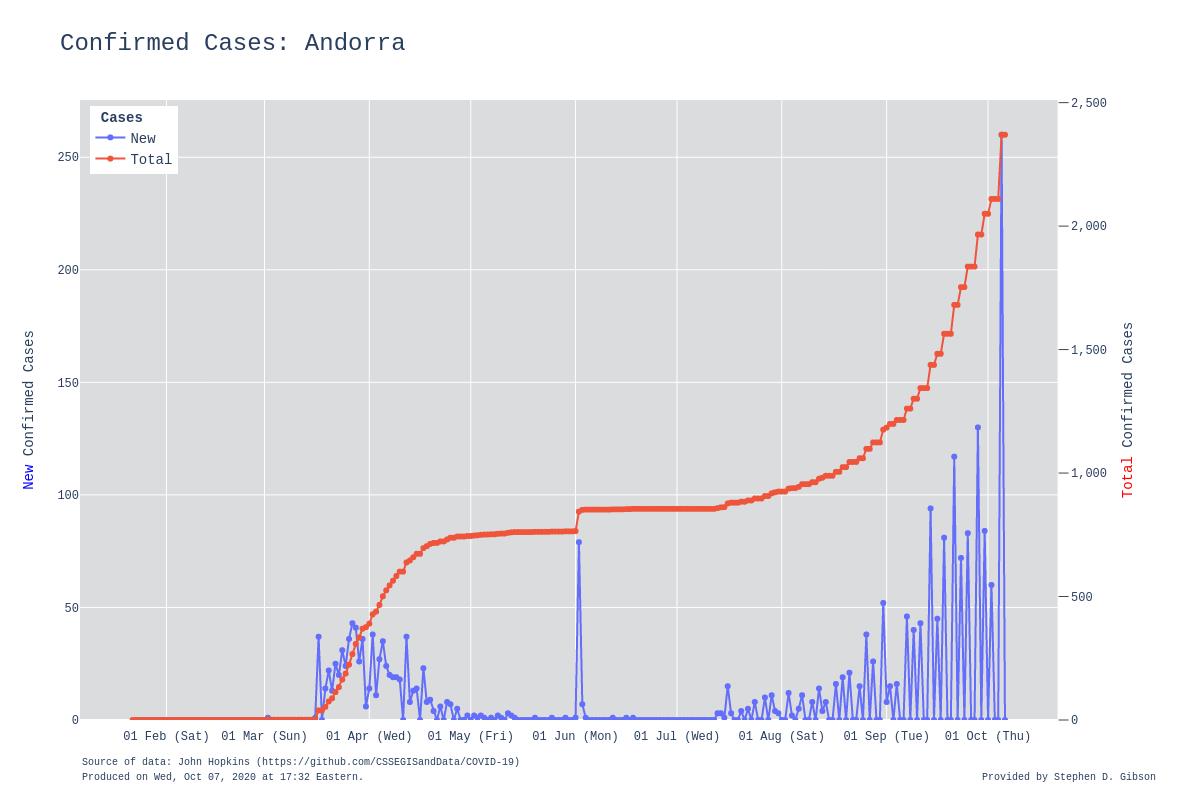 Confirmed Cases: Andorra
Cases
New
Total
250
200
150
100
50
0
2,500
2,000
1,500
1,000
500
0
New Confirmed Cases
Total Confirmed Cases
01 Feb (Sat)
01 Mar (Sun)
01 Apr (Wed)
01 May (Fri)
01 Jun (Mon)
01 Jul (Wed)
01 Aug (Sat)
01 Sep (Tue)
01 Oct (Thu)
Source of data: John Hopkins (https://github.com/CSSEGISandData/COVID-19)
Produced on Wed, Oct 07, 2020 at 17:32 Eastern.
Provided by Stephen D. Gibson